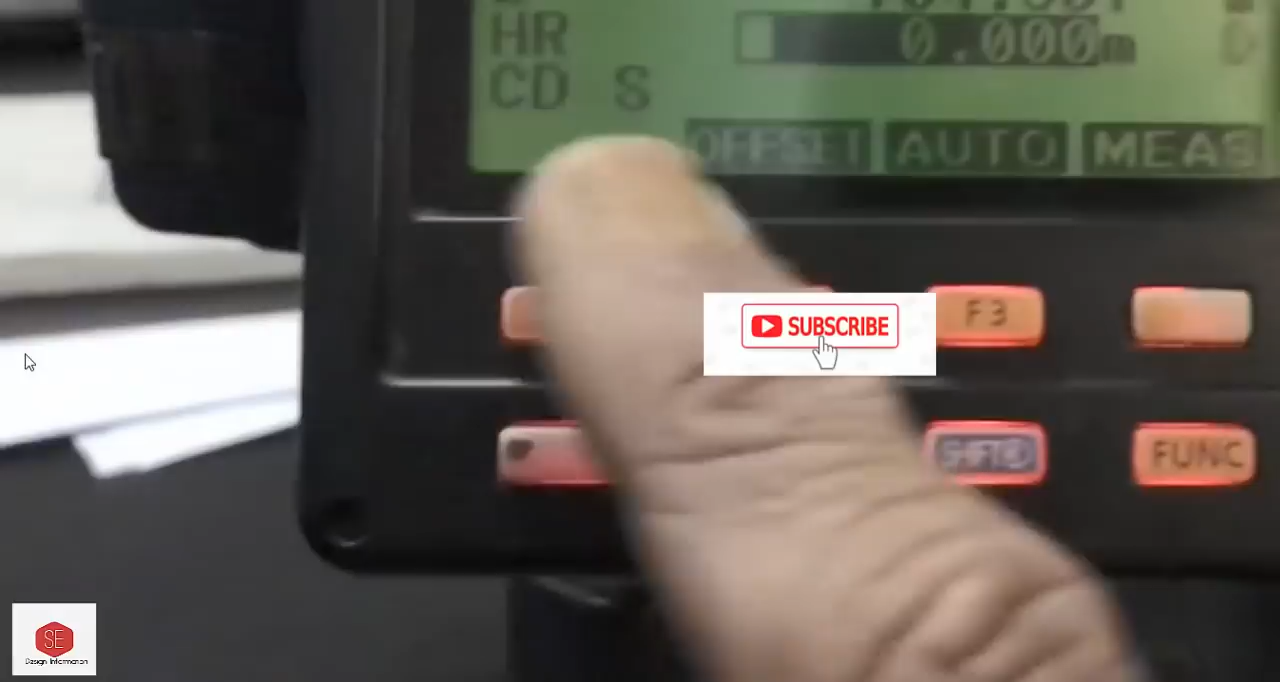 HR 0.000m
CD S
OFFSET AUTO MEAS
SUBSCRIBE
F3
SHIFT
FUNC
SE
Design Information